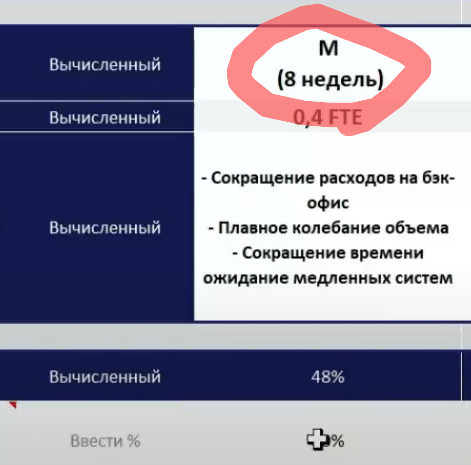 Вычисленный
М
(8 недель)
Вычисленный
0,4 FTE
Вычисленный
- Сокращение расходов на бэк-
офис
- Плавное колебание объема
- Сокращение времени
ожидание медленных систем
Вычисленный
48%
Ввести %
%